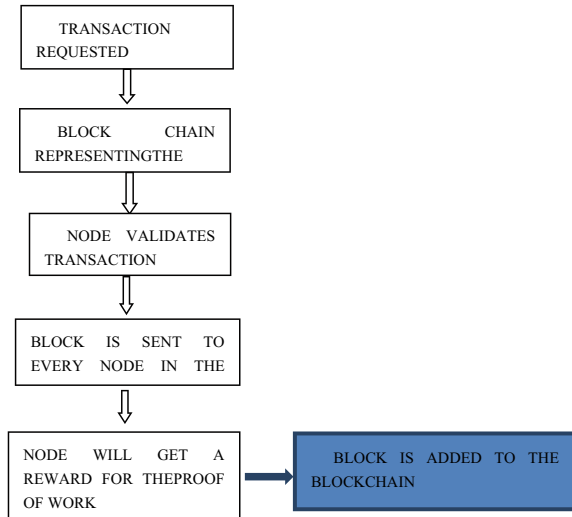 TRANSACTION
REQUESTED
BLOCK CHAIN
REPRESENTINGTHE
NODE VALIDATES
TRANSACTION
BLOCK IS SENT TO
EVERY NODE IN THE
NODE WILL GET A
REWARD FOR THEPROOF
OF WORK
BLOCK IS ADDED TO THE
BLOCKCHAIN